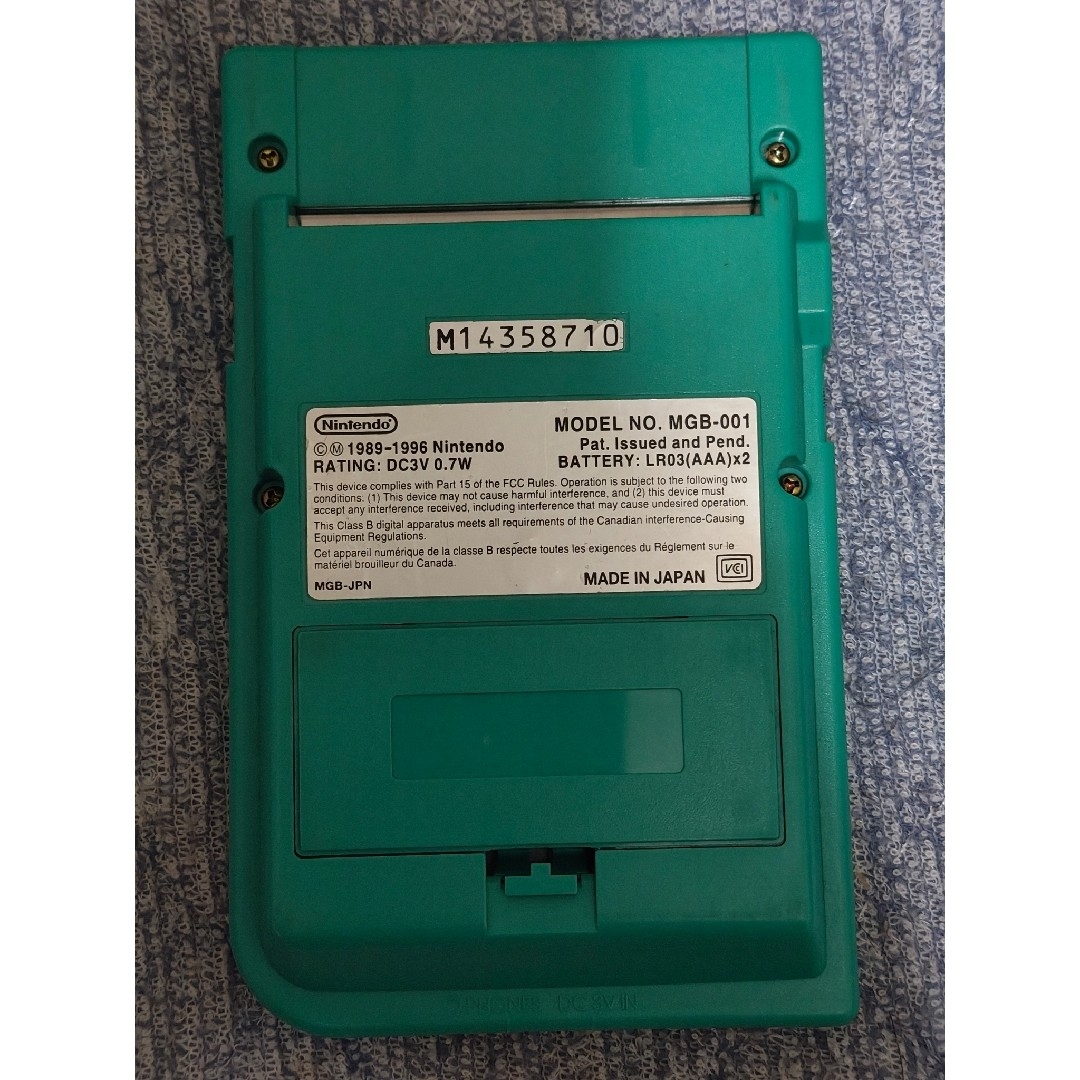 M14358710
Nintendo®
MODEL NO. MGB-001
©Ⓜ 1989-1996 Nintendo
Pat. Issued and Pend.
RATING: DC3V 0.7W
BATTERY: LR03(AAA)x2
This device complies with Part 15 of the FCC Rules. Operation is subject to the following two
conditions. (1) This device may not cause harmful interference, and (2) this device must
accept any interference received, including interference that may cause undesired operation.
This Class B digital apparatus meets all requirements of the Canadian interference-Causing
Equipment Regulations.
Cet appareil numérique de la classe B respecte toutes les exigences du Réglement sur le
matériel brouilleur du Canada.
MGB-JPN
MADE IN JAPAN
VCI
PHONE DC 3V IN